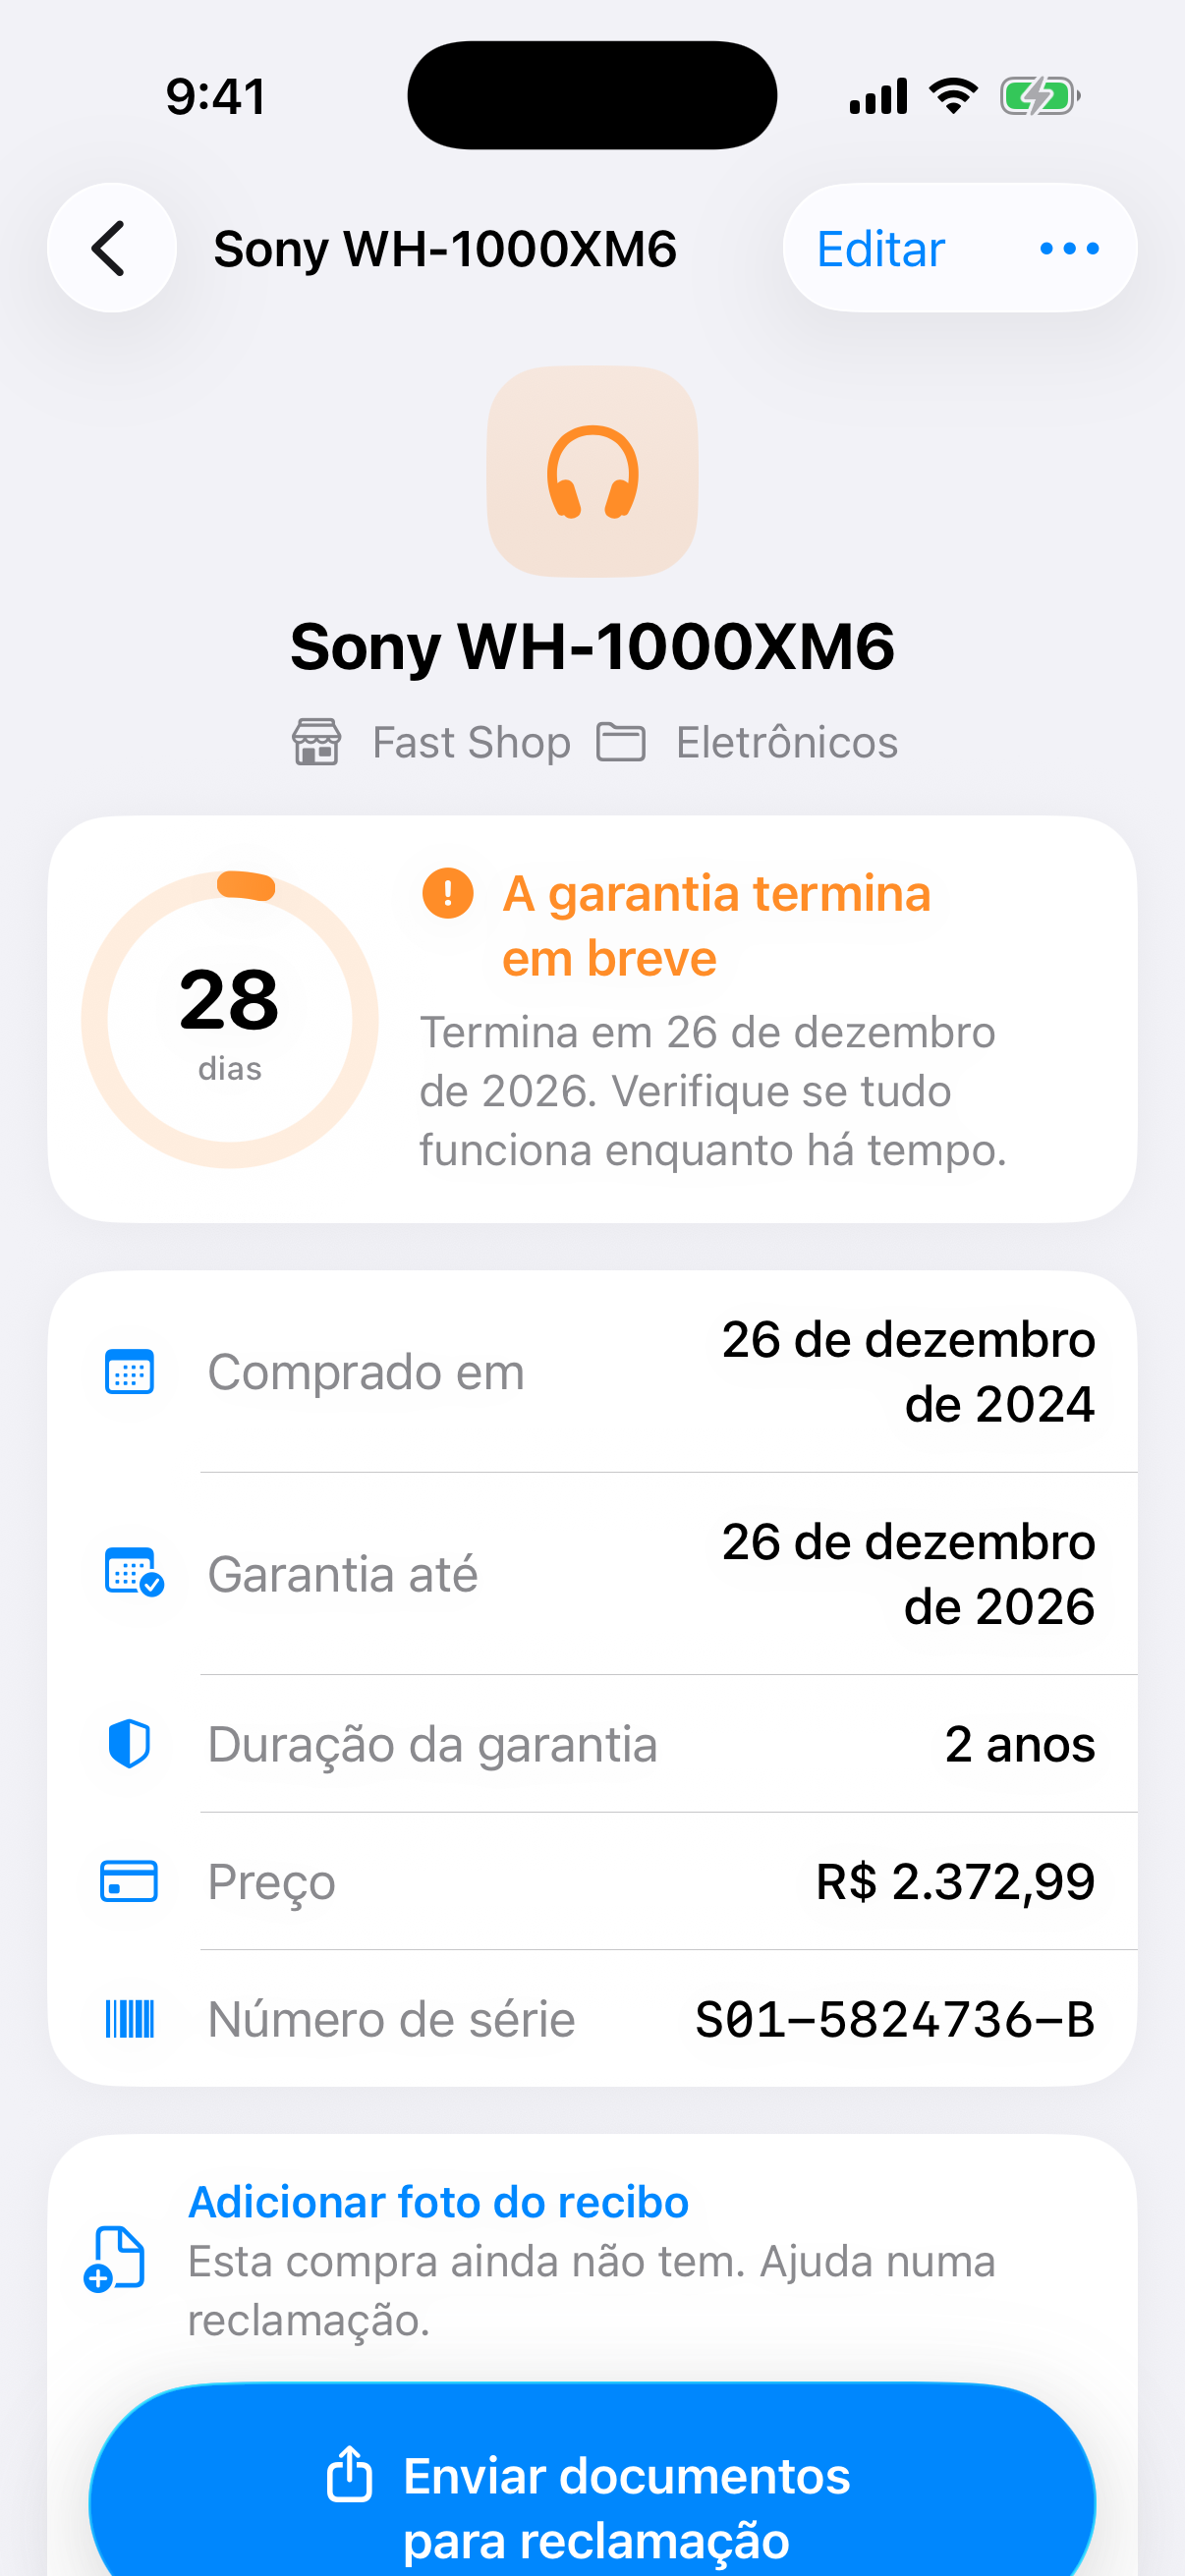 9:41
Sony WH-1000XM6
Editar
Sony WH-1000XM6
Fast Shop
Eletrônicos
28
dias
A garantia termina
em breve
Termina em 26 de dezembro
de 2026. Verifique se tudo
funciona enquanto há tempo.
Comprado em
26 de dezembro
de 2024
Garantia até
26 de dezembro
de 2026
Duração da garantia
2 anos
Preço
R$ 2.372,99
Número de série
S01-5824736-B
Adicionar foto do recibo
Esta compra ainda não tem. Ajuda numa
reclamação.
Enviar documentos
para reclamação